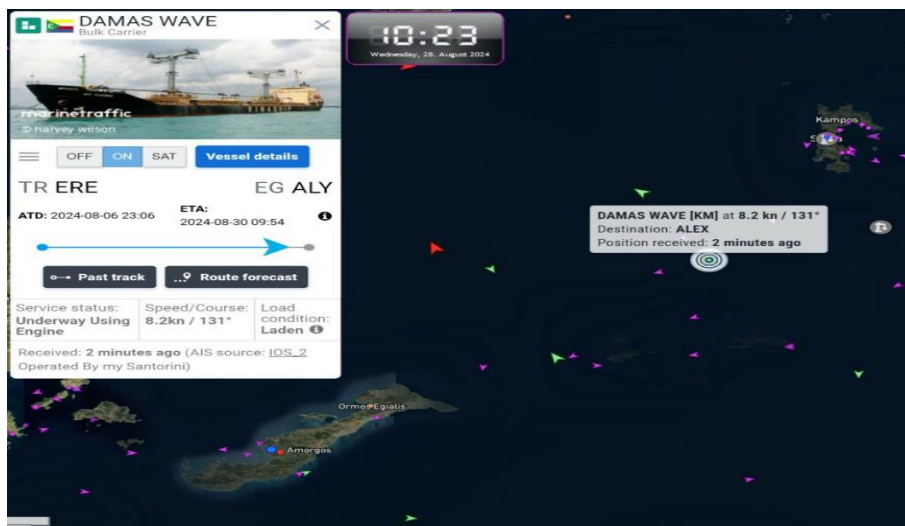 DAMAS WAVE
Bulk Carrier
10:23
Wednesday, 28. August 2024
marinetraffic
© harvey wilson
OFF ON SAT Vessel details
TR ERE EG ALY
ATD: 2024-08-06 23:06 ETA: 2024-08-30 09:54
Past track Route forecast
Service status: Underway Using Engine
Speed/Course: 8.2kn / 131°
Load condition: Laden
Received: 2 minutes ago (AIS source: IOS_2
Operated By my Santorini)
Kampos
DAMAS WAVE [KM] at 8.2 kn / 131°
Destination: ALEX
Position received: 2 minutes ago
Ormos Egialis
Amorgos